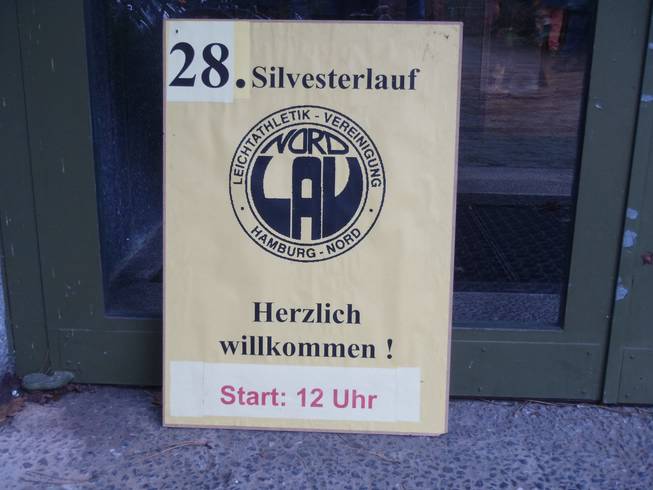 28. Silvesterlauf
LEICHTATHLETIK - VEREINIGUNG
NORD
LAV
· HAMBURG - NORD ·
Herzlich
willkommen !
Start: 12 Uhr